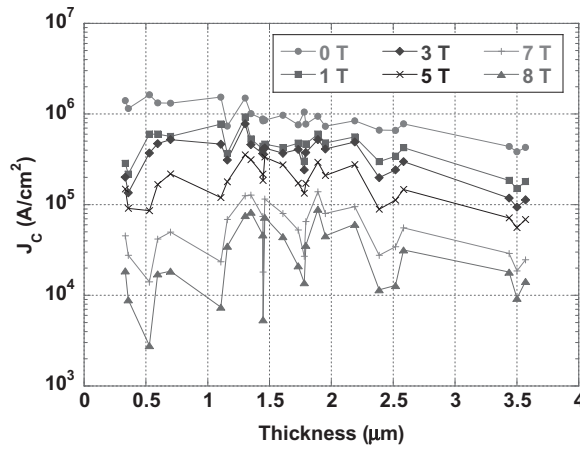 10⁷
10⁶
10⁵
10⁴
10³
J_C (A/cm²)
0 T 3 T 7 T
1 T 5 T 8 T
0 0.5 1 1.5 2 2.5 3 3.5 4
Thickness (μm)